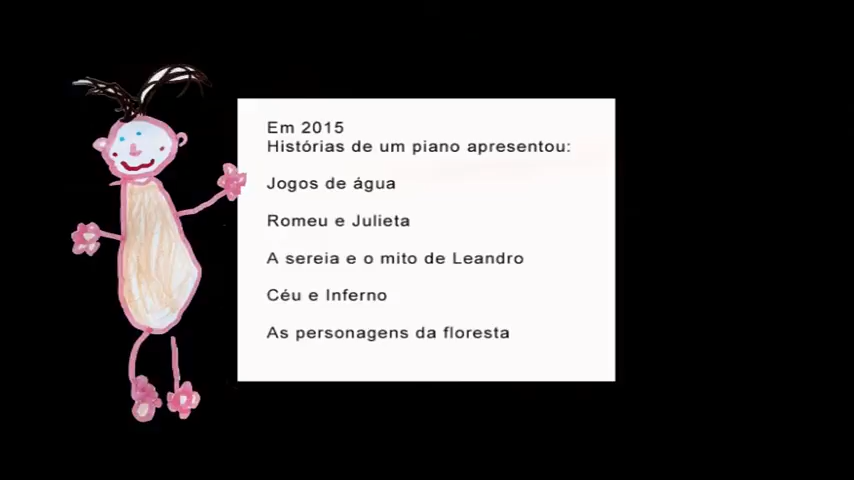 Em 2015
Histórias de um piano apresentou:
Jogos de água
Romeu e Julieta
A sereia e o mito de Leandro
Céu e Inferno
As personagens da floresta